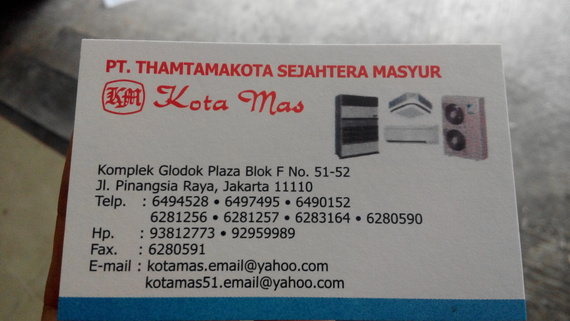 PT. THAMTAMAKOTA SEJAHTERA MASYUR
KM Kota Mas
Komplek Glodok Plaza Blok F No. 51-52
Jl. Pinangsia Raya, Jakarta 11110
Telp. : 6494528 • 6497495 • 6490152
6281256 • 6281257 • 6283164 • 6280590
Hp. : 93812773 • 92959989
Fax. : 6280591
E-mail : kotamas.email@yahoo.com
kotamas51.email@yahoo.com